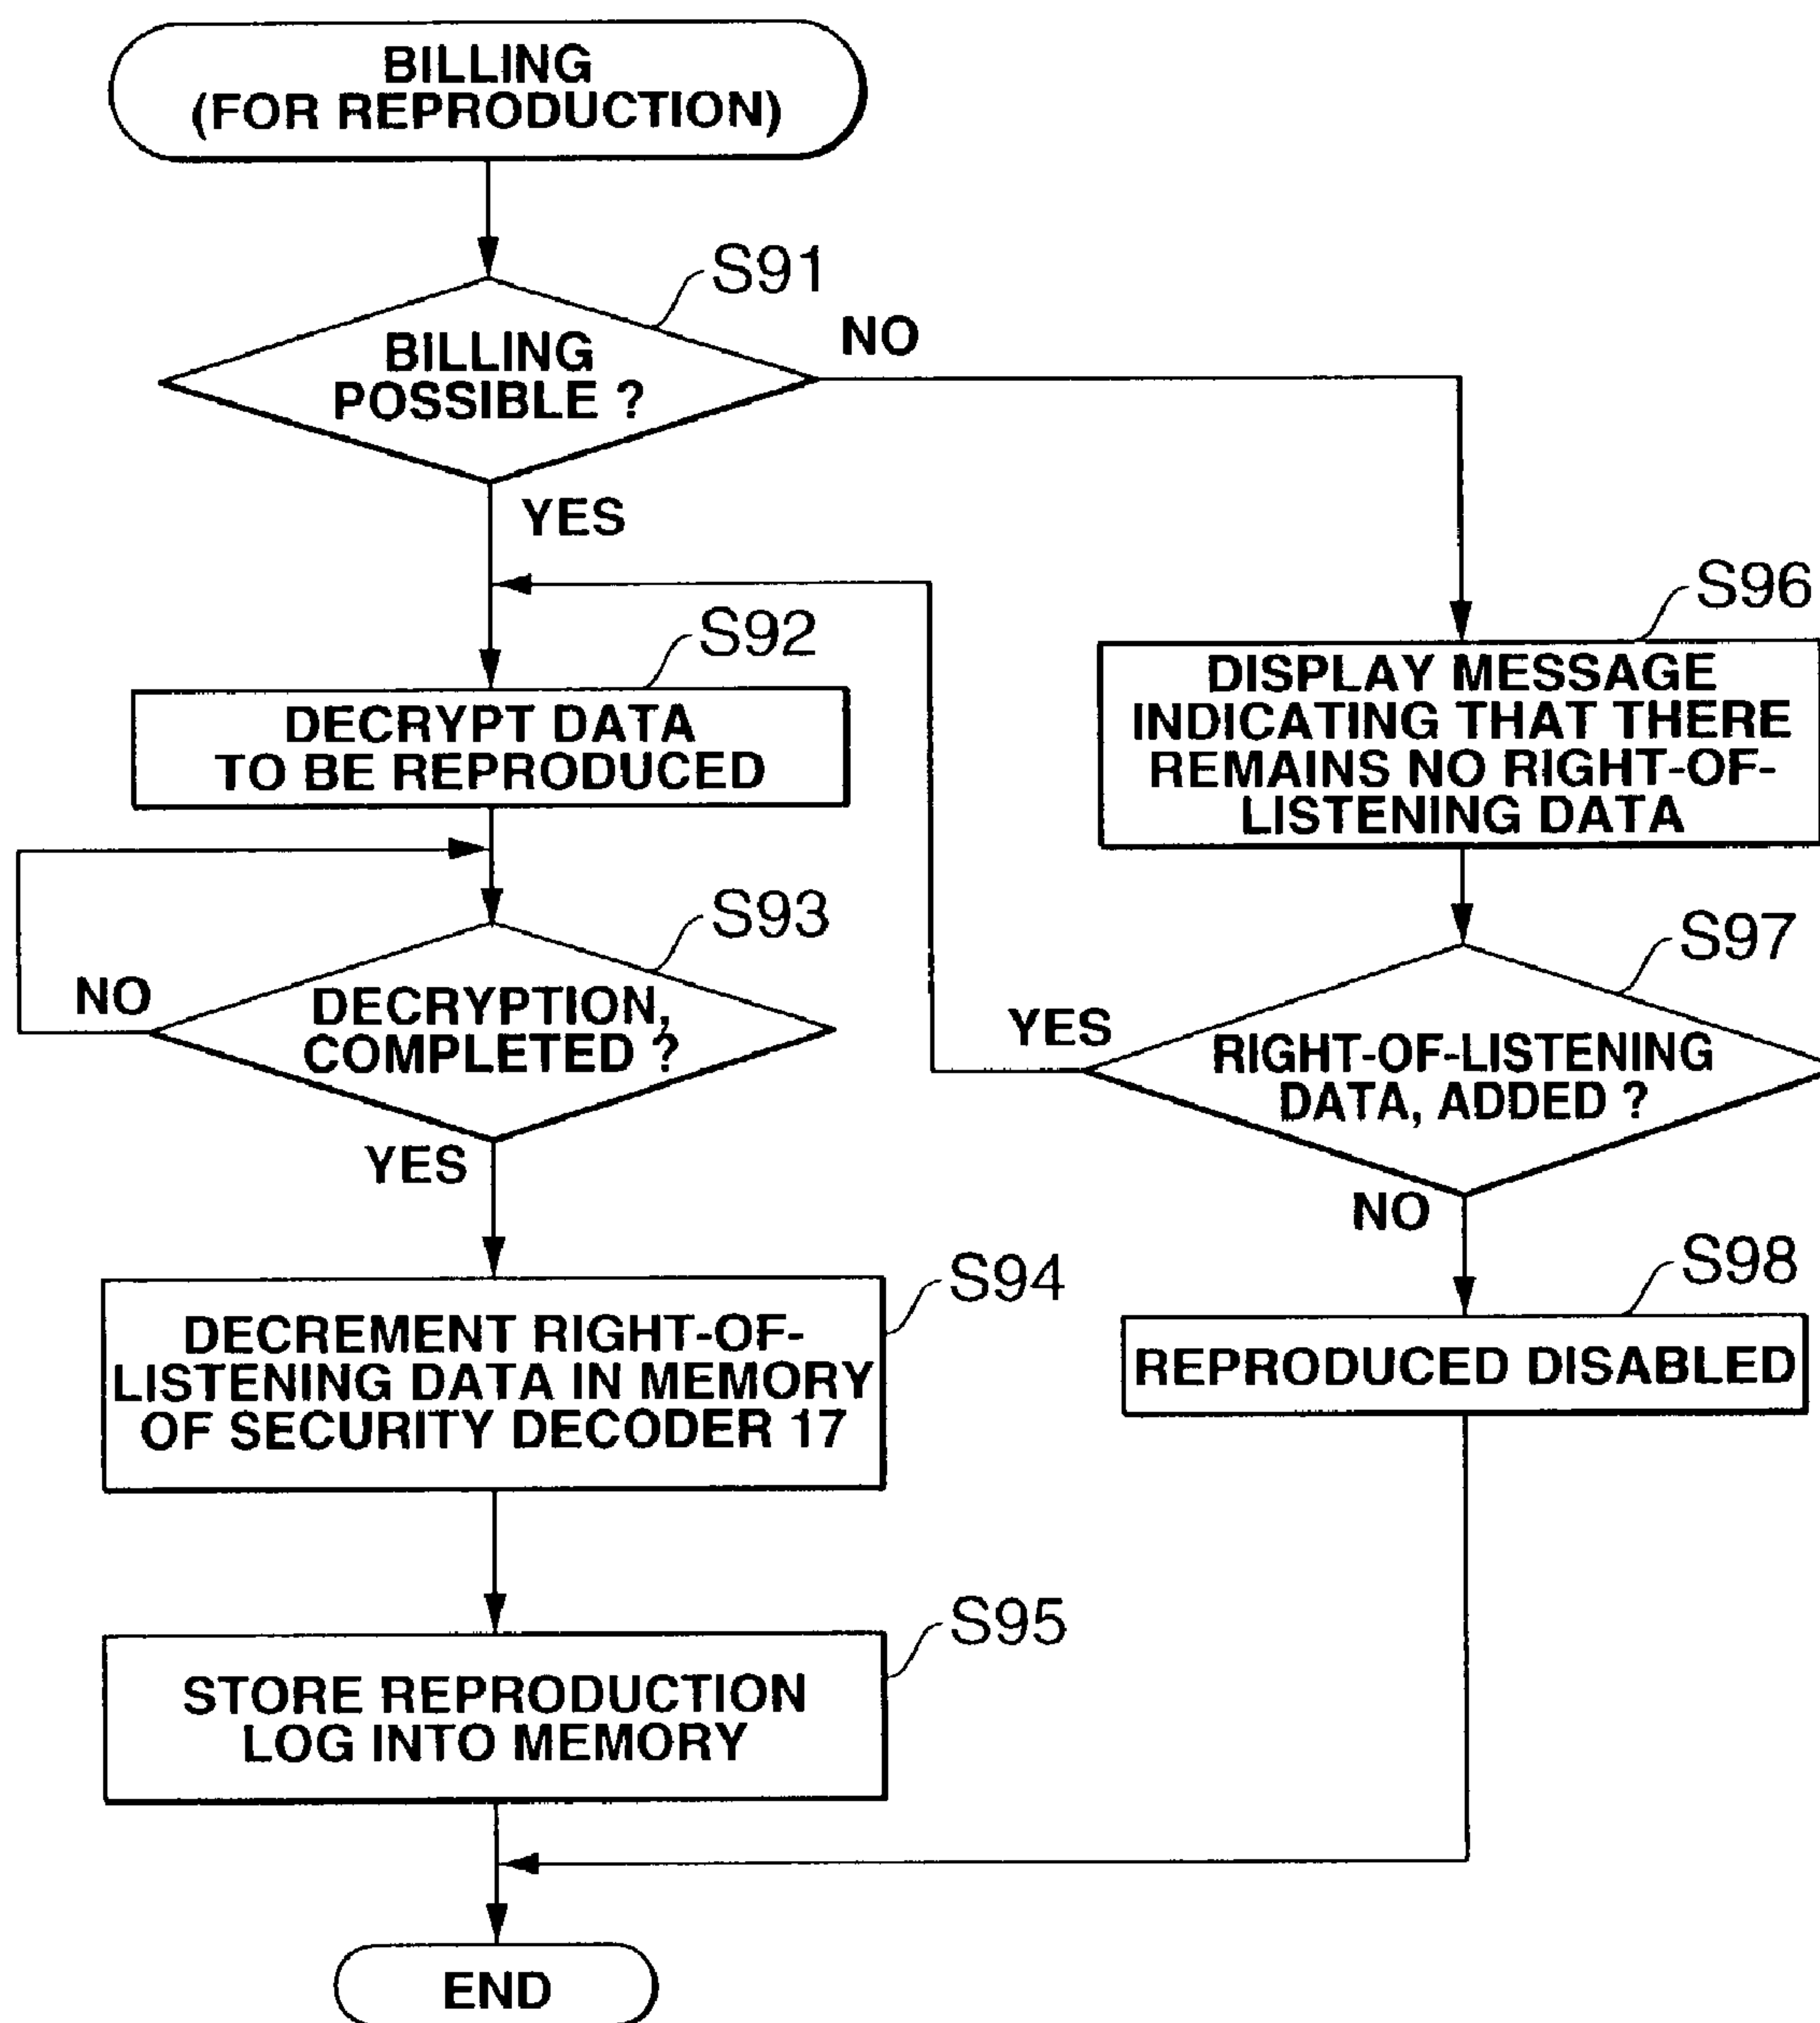 BILLING
(FOR REPRODUCTION)
S91
BILLING
POSSIBLE ?
NO
YES
S92
DECRYPT DATA
TO BE REPRODUCED
S93
NO
DECRYPTION,
COMPLETED ?
YES
S94
DECREMENT RIGHT-OF-
LISTENING DATA IN MEMORY
OF SECURITY DECODER 17
S95
STORE REPRODUCTION
LOG INTO MEMORY
S96
DISPLAY MESSAGE
INDICATING THAT THERE
REMAINS NO RIGHT-OF-
LISTENING DATA
S97
YES
RIGHT-OF-LISTENING
DATA, ADDED ?
NO
S98
REPRODUCED DISABLED
END